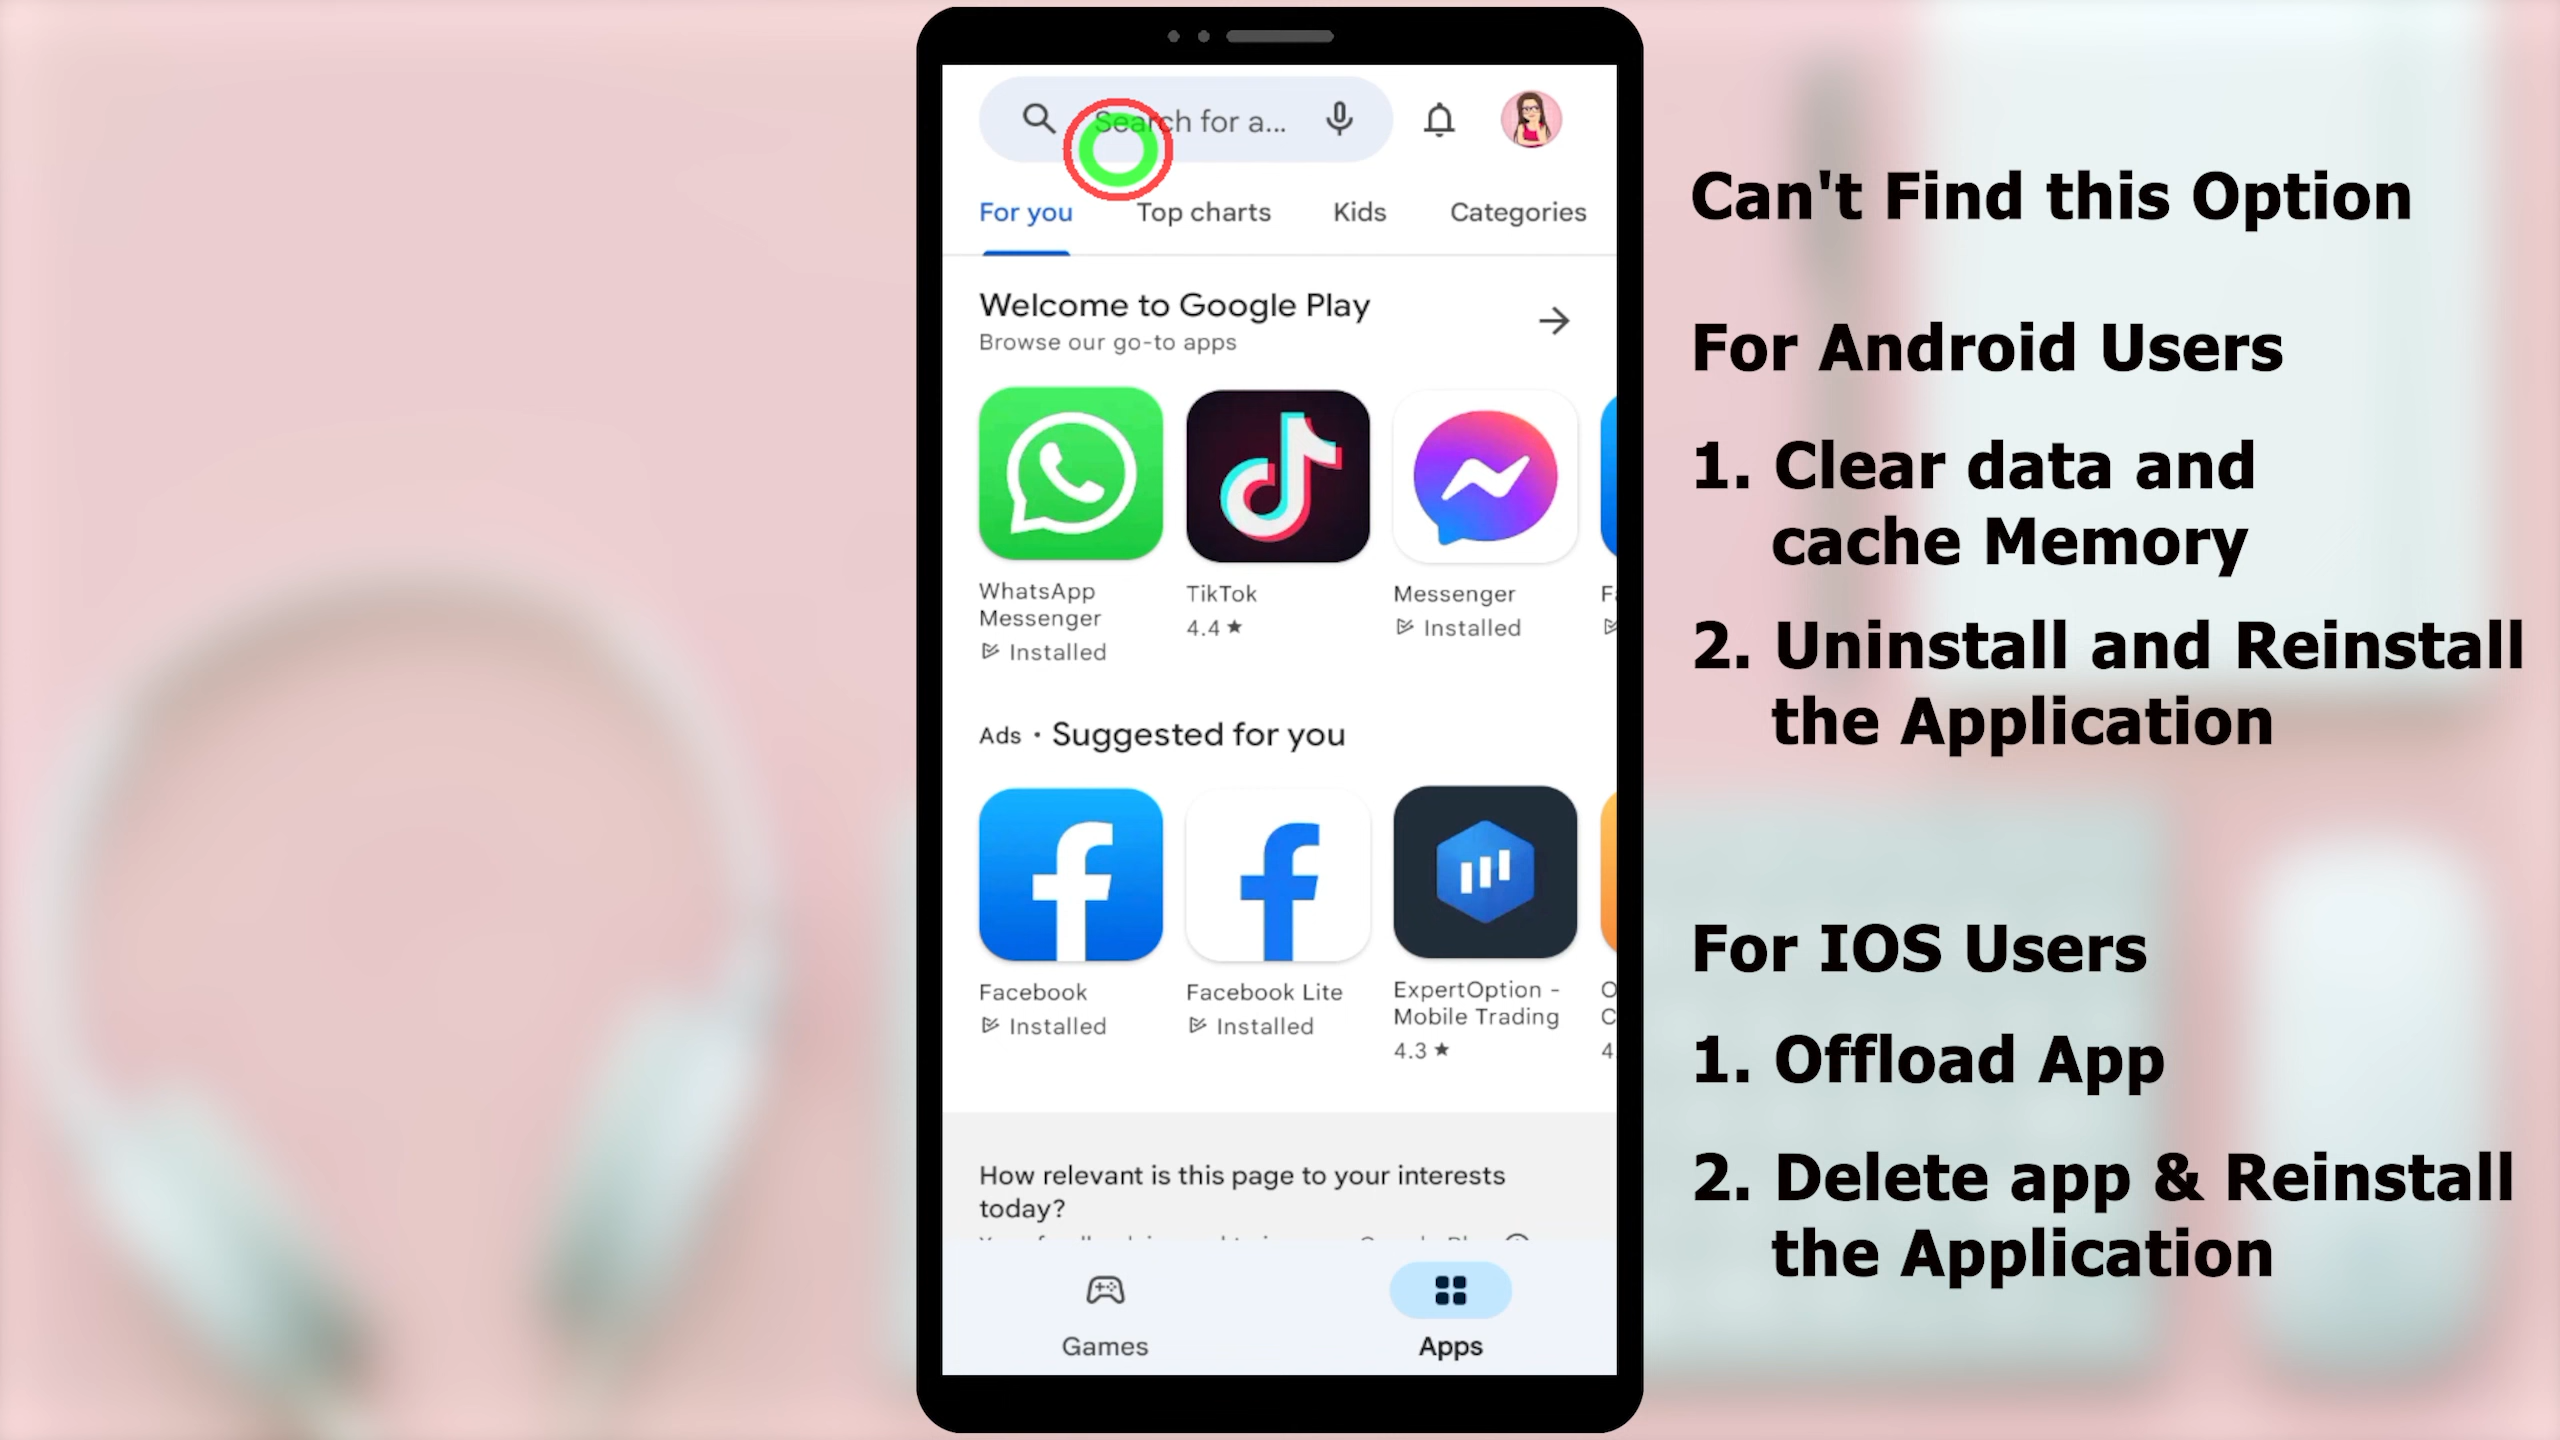 Search for a...
For you
Top charts
Kids
Categories
Welcome to Google Play
Browse our go-to apps
WhatsApp
Messenger
Installed
TikTok
4.4 ★
Messenger
Installed
Ads • Suggested for you
Facebook
Installed
Facebook Lite
Installed
ExpertOption -
Mobile Trading
4.3 ★
How relevant is this page to your interests
today?
Games
Apps
Can't Find this Option
For Android Users
1. Clear data and
cache Memory
2. Uninstall and Reinstall
the Application
For IOS Users
1. Offload App
2. Delete app & Reinstall
the Application